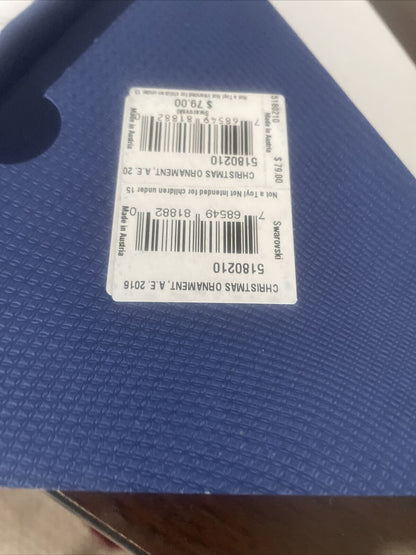 CHRISTMAS ORNAMENT, A.E. 2016
5180210
Swarovski
7 68549 81882 0
Made in Austria
Not a Toy! Not intended for children under 15
CHRISTMAS ORNAMENT, A.E. 20
5180210
7 68549 81882 0
Made in Austria
Swarovski
$ 79.00
Not a Toy! Not intended for children under 15
5180210 Made in Austria $ 79.00